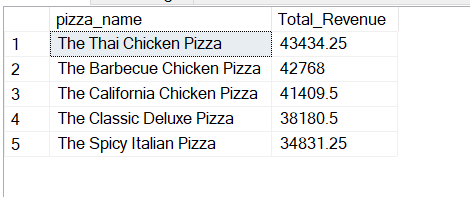 pizza_name Total_Revenue
1 The Thai Chicken Pizza 43434.25
2 The Barbecue Chicken Pizza 42768
3 The California Chicken Pizza 41409.5
4 The Classic Deluxe Pizza 38180.5
5 The Spicy Italian Pizza 34831.25